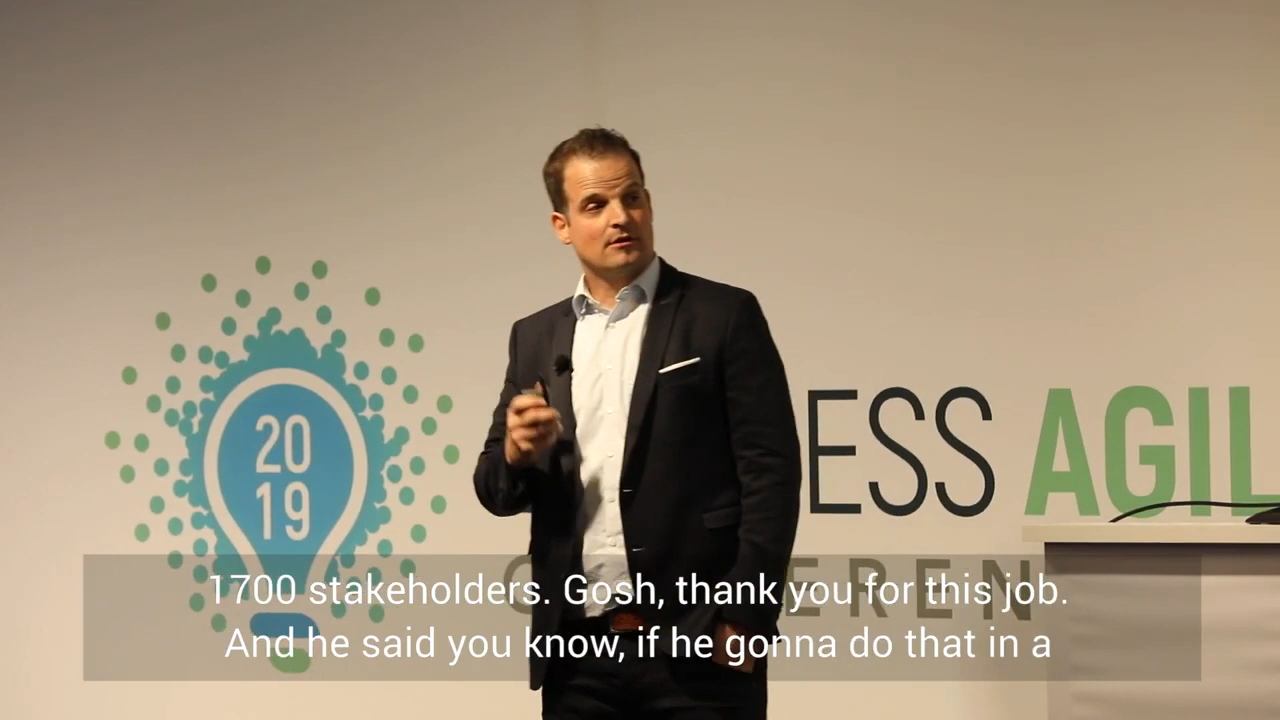 20
19
ESS AGIL
EREN
1700 stakeholders. Gosh, thank you for this job.
And he said you know, if he gonna do that in a